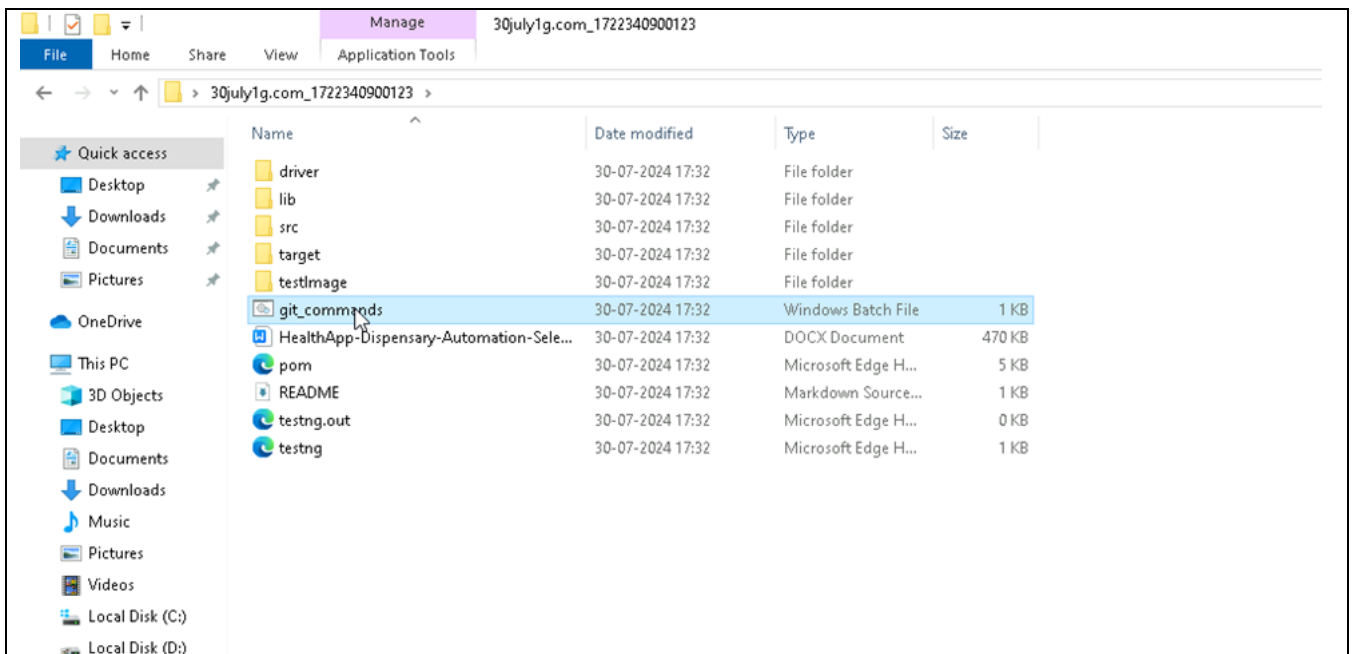 Manage 30july1g.com_1722340900123
File Home Share View Application Tools
30july1g.com_1722340900123
Name Date modified Type Size
Quick access
Desktop
Downloads
Documents
Pictures
OneDrive
This PC
3D Objects
Desktop
Documents
Downloads
Music
Pictures
Videos
Local Disk (C:)
Local Disk (D:)
driver 30-07-2024 17:32 File folder
lib 30-07-2024 17:32 File folder
src 30-07-2024 17:32 File folder
target 30-07-2024 17:32 File folder
testImage 30-07-2024 17:32 File folder
git_commands 30-07-2024 17:32 Windows Batch File 1 KB
HealthApp-Dispensary-Automation-Sele... 30-07-2024 17:32 DOCX Document 470 KB
pom 30-07-2024 17:32 Microsoft Edge H... 5 KB
README 30-07-2024 17:32 Markdown Source... 1 KB
testng.out 30-07-2024 17:32 Microsoft Edge H... 0 KB
testng 30-07-2024 17:32 Microsoft Edge H... 1 KB